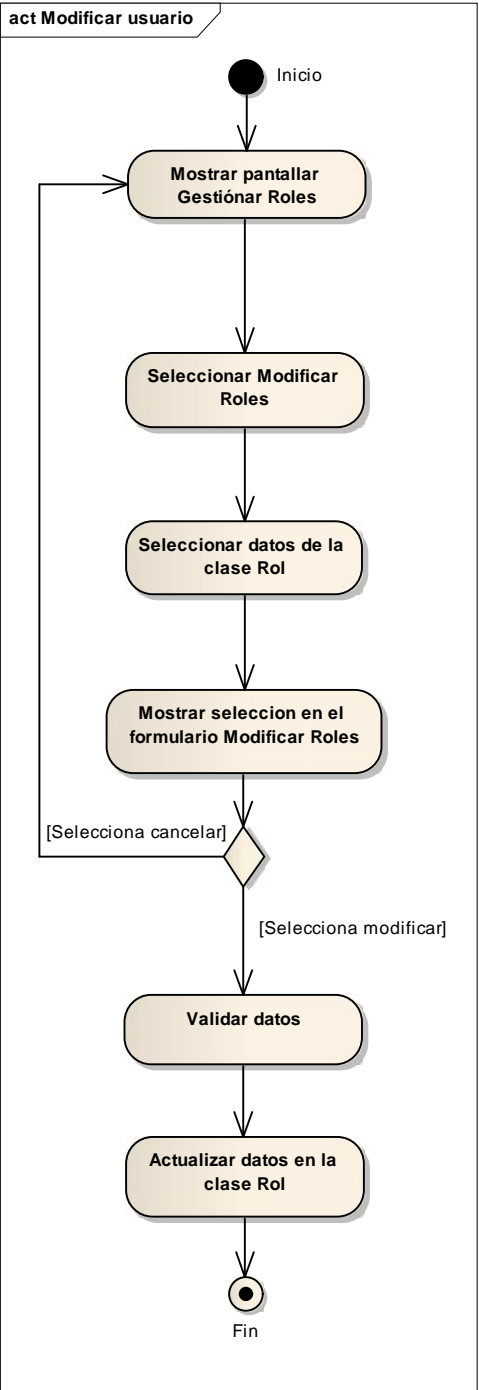 act Modificar usuario
Inicio
Mostrar pantallar
Gestiónar Roles
Seleccionar Modificar
Roles
Seleccionar datos de la
clase Rol
Mostrar seleccion en el
formulario Modificar Roles
[Selecciona cancelar]
[Selecciona modificar]
Validar datos
Actualizar datos en la
clase Rol
Fin